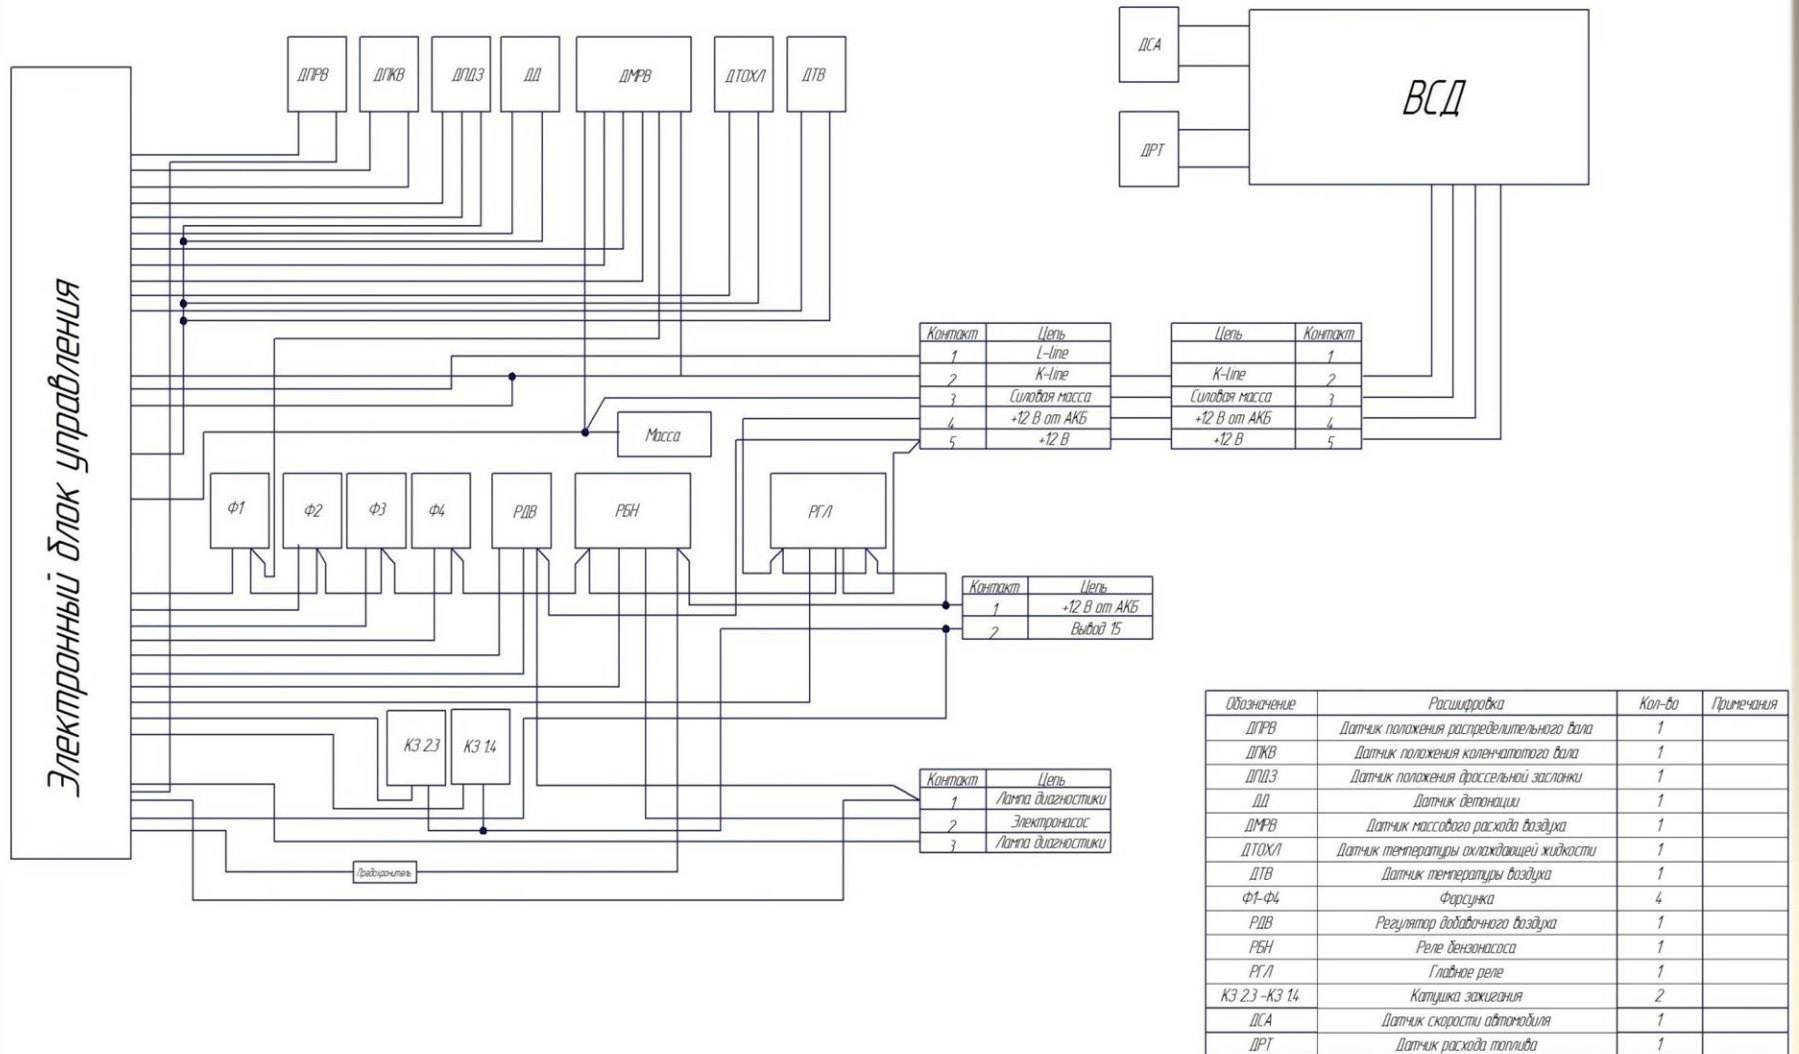 ДПРВ
ДПКВ
ДПДЗ
ДД
ДМРВ
ДТОХЛ
ДТВ
ДСА
ДРТ
ВСД
Электронный блок управления
Контакт Цепь
1 L-line
2 K-line
3 Силовая масса
4 +12 В от АКБ
5 +12 В
Цепь Контакт
1
K-line 2
Силовая масса 3
+12 В от АКБ 4
+12 В 5
Масса
Ф1
Ф2
Ф3
Ф4
РДВ
РБН
РГЛ
Контакт Цепь
1 +12 В от АКБ
2 Вывод 15
КЗ 2.3
КЗ 1.4
Контакт Цепь
1 Лампа диагностики
2 Электронасос
3 Лампа диагностики
Предохранитель
Обозначение Расшифровка Кол-во Примечания
ДПРВ Датчик положения распределительного вала 1
ДПКВ Датчик положения коленчатотого вала 1
ДПДЗ Датчик положения дроссельной заслонки 1
ДД Датчик детонации 1
ДМРВ Датчик массового расхода воздуха 1
ДТОХЛ Датчик температуры охлаждающей жидкости 1
ДТВ Датчик температуры воздуха 1
Ф1-Ф4 Форсунка 4
РДВ Регулятор добавочного воздуха 1
РБН Реле бензонасоса 1
РГЛ Главное реле 1
КЗ 2.3 -КЗ 1.4 Катушка зажигания 2
ДСА Датчик скорости автомобиля 1
ДРТ Датчик расхода топлива 1